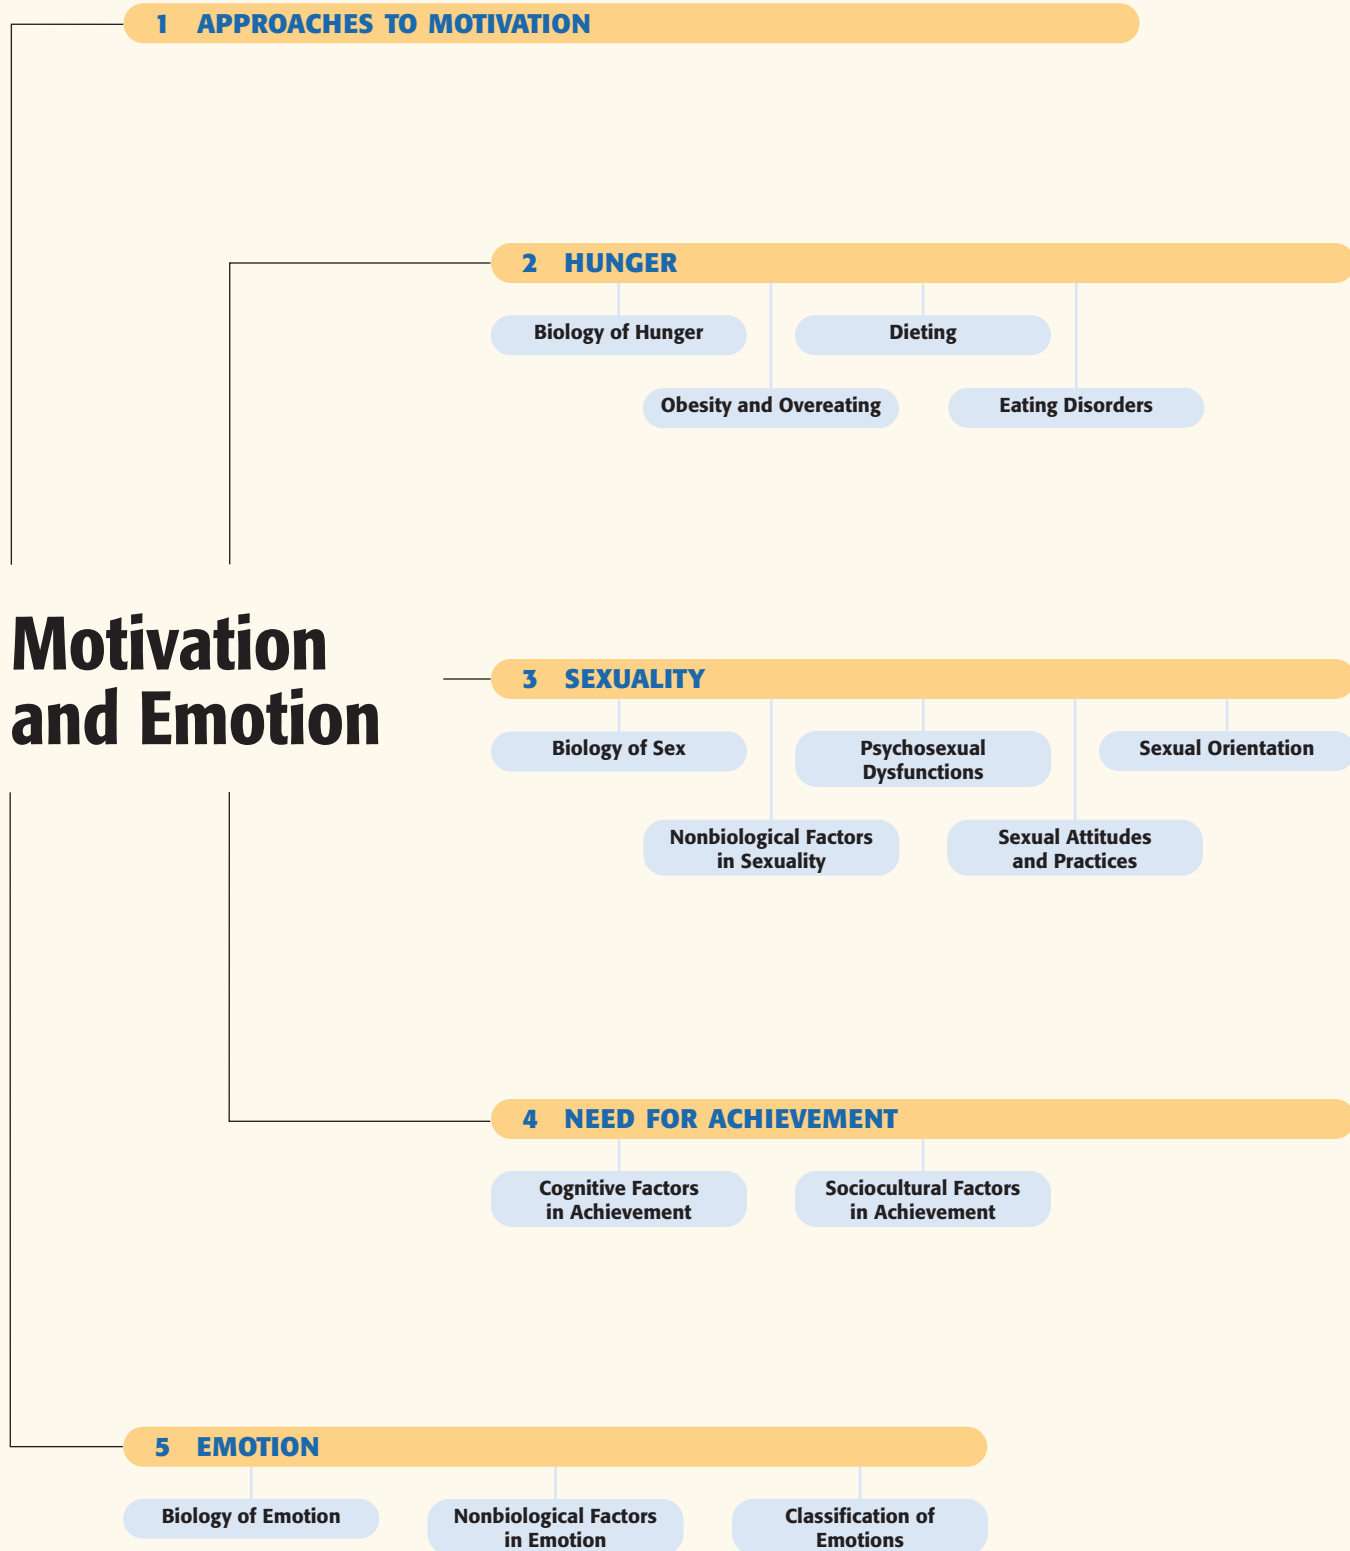 1 APPROACHES TO MOTIVATION
2 HUNGER
Biology of Hunger
Dieting
Obesity and Overeating
Eating Disorders
Motivation
and Emotion
3 SEXUALITY
Biology of Sex
Psychosexual
Dysfunctions
Sexual Orientation
Nonbiological Factors
in Sexuality
Sexual Attitudes
and Practices
4 NEED FOR ACHIEVEMENT
Cognitive Factors
in Achievement
Sociocultural Factors
in Achievement
5 EMOTION
Biology of Emotion
Nonbiological Factors
in Emotion
Classification of
Emotions